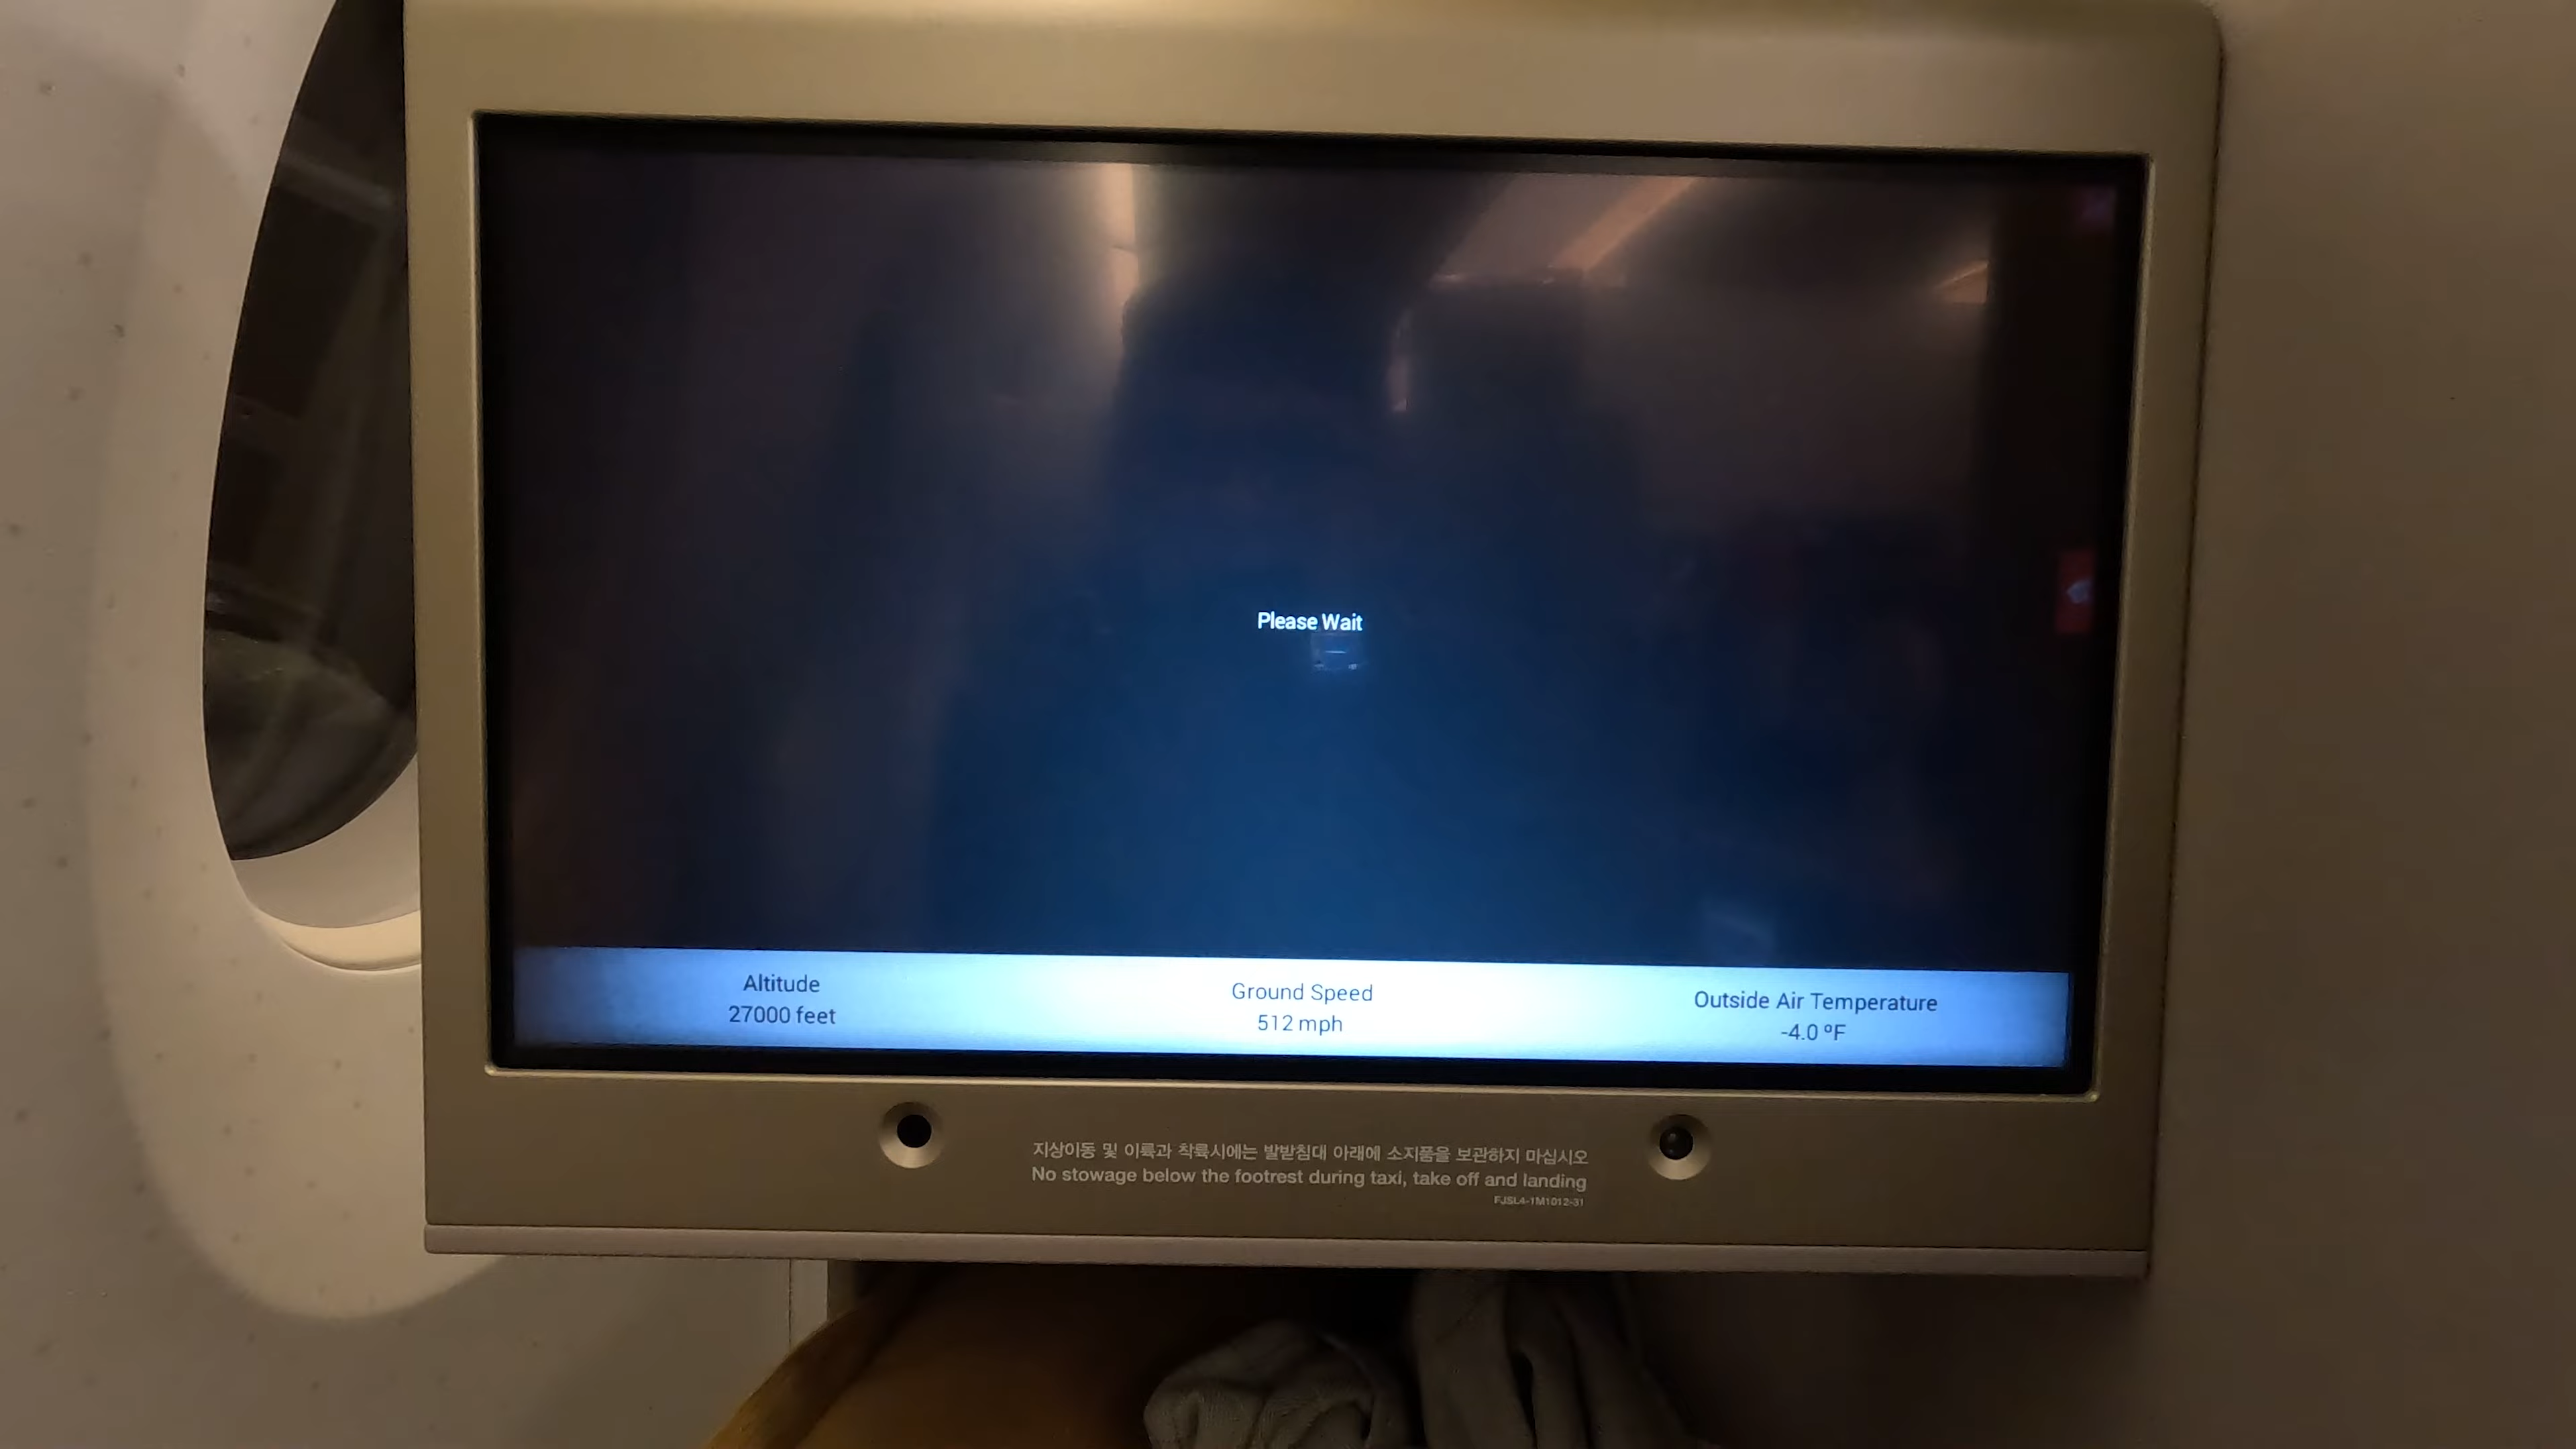 Please Wait
Altitude
27000 feet
Ground Speed
512 mph
Outside Air Temperature
-4.0 ºF
지상이동 및 이륙과 착륙시에는 발받침대 아래에 소지품을 보관하지 마십시오
No stowage below the footrest during taxi, take off and landing
FJSL4-1M1012-31